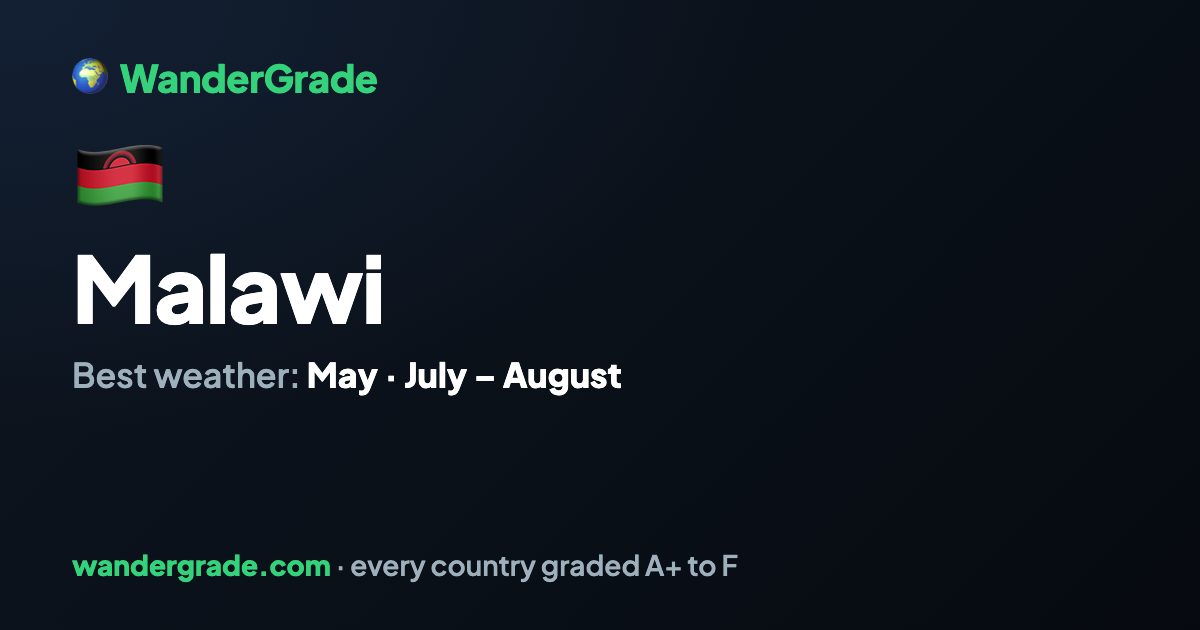 WanderGrade
Malawi
Best weather: May · July – August
wandergrade.com · every country graded A+ to F